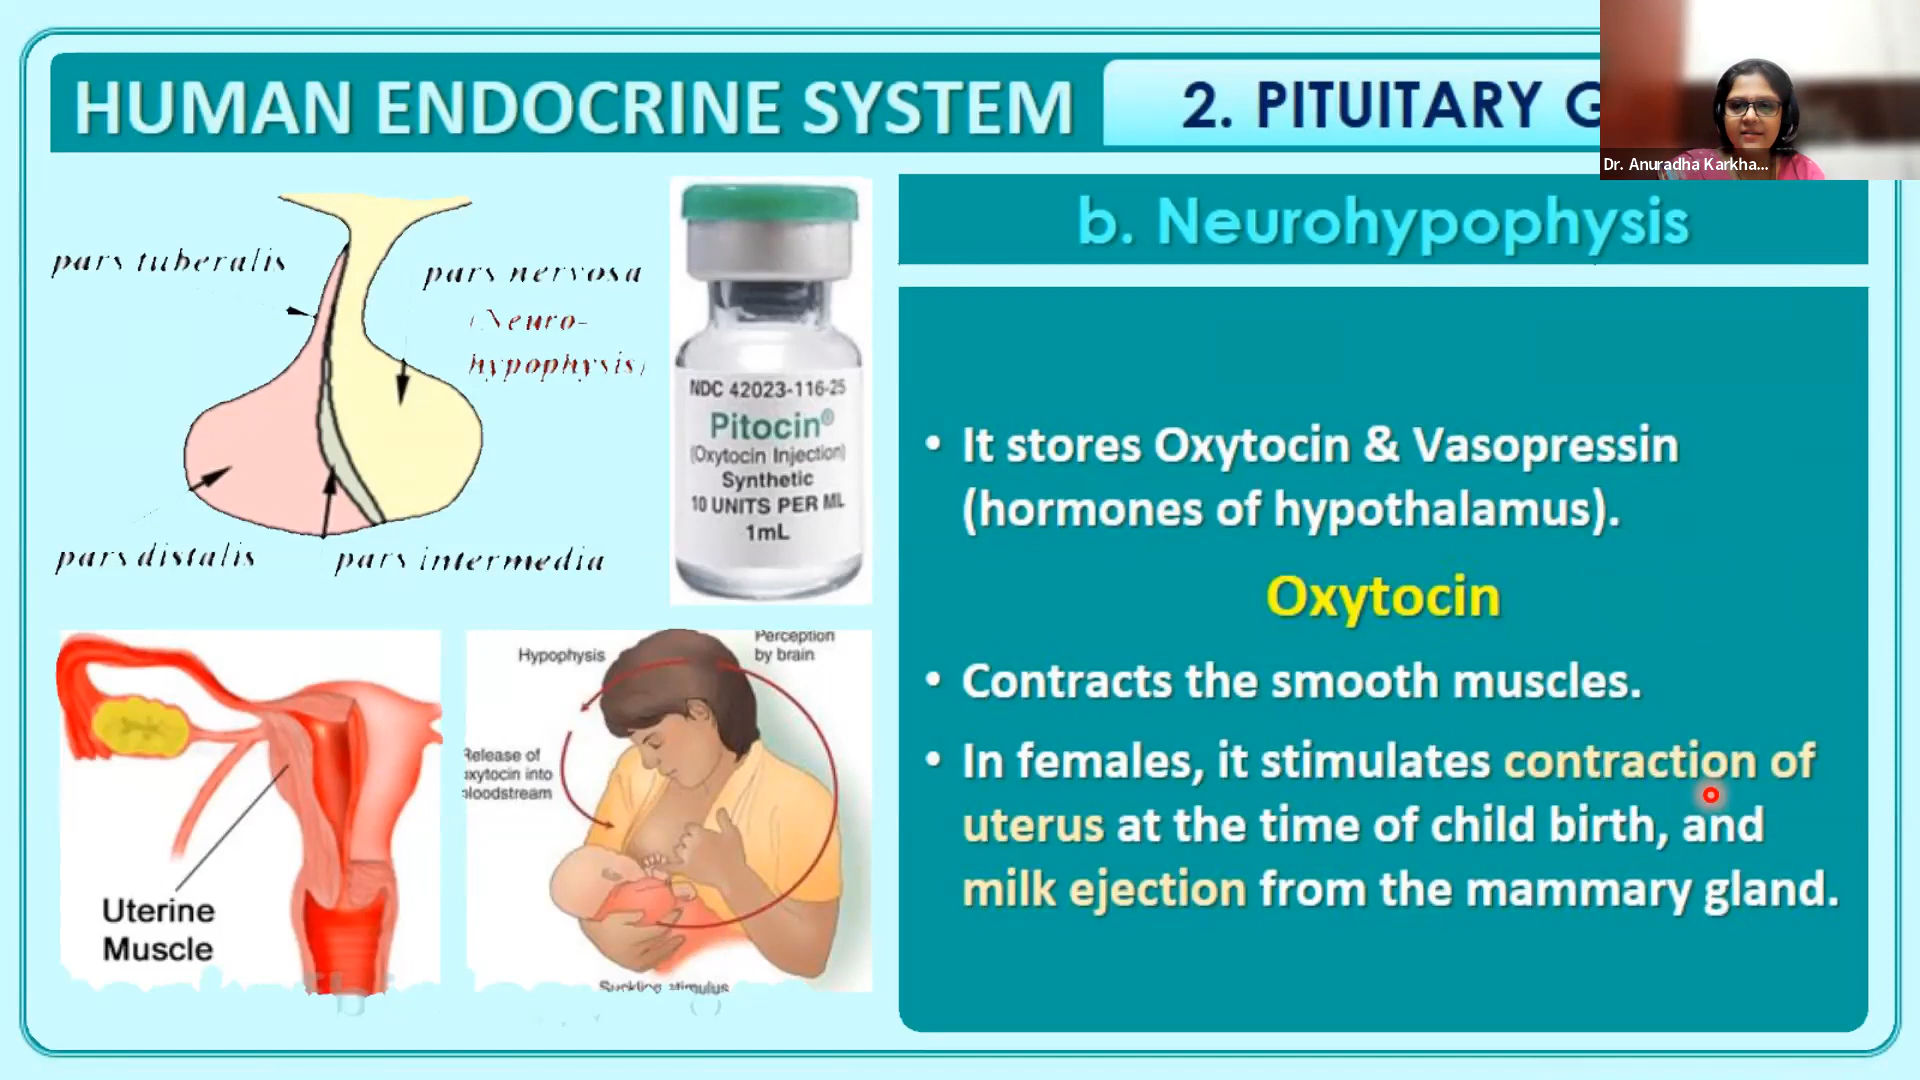 HUMAN ENDOCRINE SYSTEM
2. PITUITARY G
Dr. Anuradha Karkha...
pars tuberalis
pars nervosa
(Neuro-
hypophysis)
pars distalis
pars intermedia
NDC 42023-116-25
Pitocin®
(Oxytocin Injection)
Synthetic
10 UNITS PER ML
1mL
Uterine
Muscle
Hypophysis
Perception
by brain
Release of
oxytocin into
bloodstream
Suckling stimulus
b. Neurohypophysis
• It stores Oxytocin & Vasopressin
(hormones of hypothalamus).
Oxytocin
• Contracts the smooth muscles.
• In females, it stimulates contraction of
uterus at the time of child birth, and
milk ejection from the mammary gland.